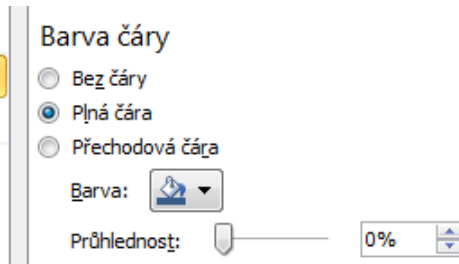 Barva čáry
Bez čáry
Plná čára
Přechodová čára
Barva:
Průhlednost: 0%